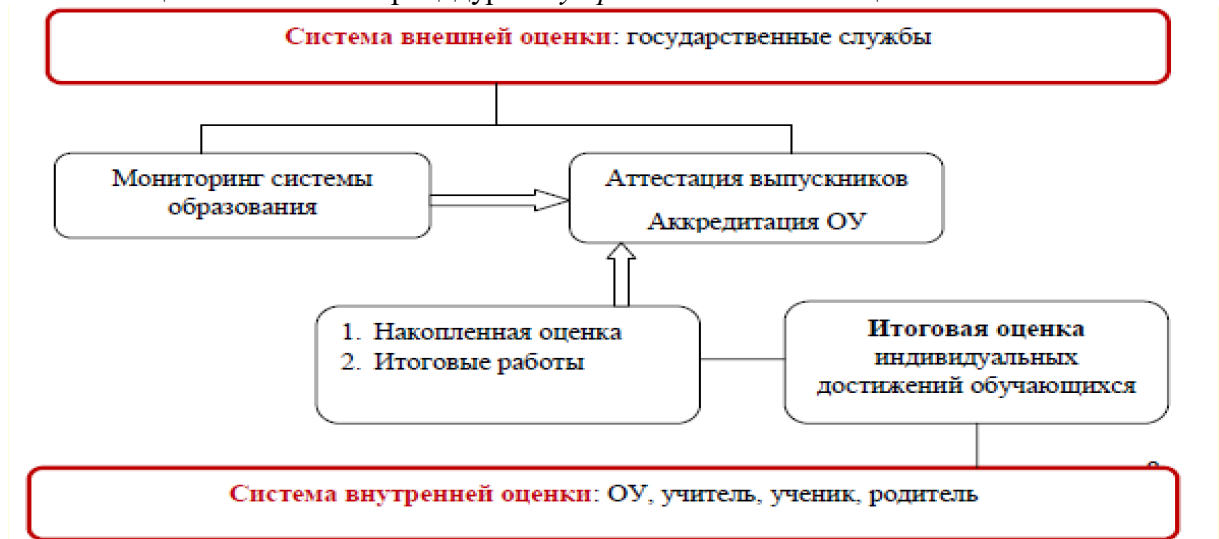 Система внешней оценки: государственные службы
Мониторинг системы
образования
Аттестация выпускников
Аккредитация ОУ
1. Накопленная оценка
2. Итоговые работы
Итоговая оценка
индивидуальных
достижений обучающихся
Система внутренней оценки: ОУ, учитель, ученик, родитель